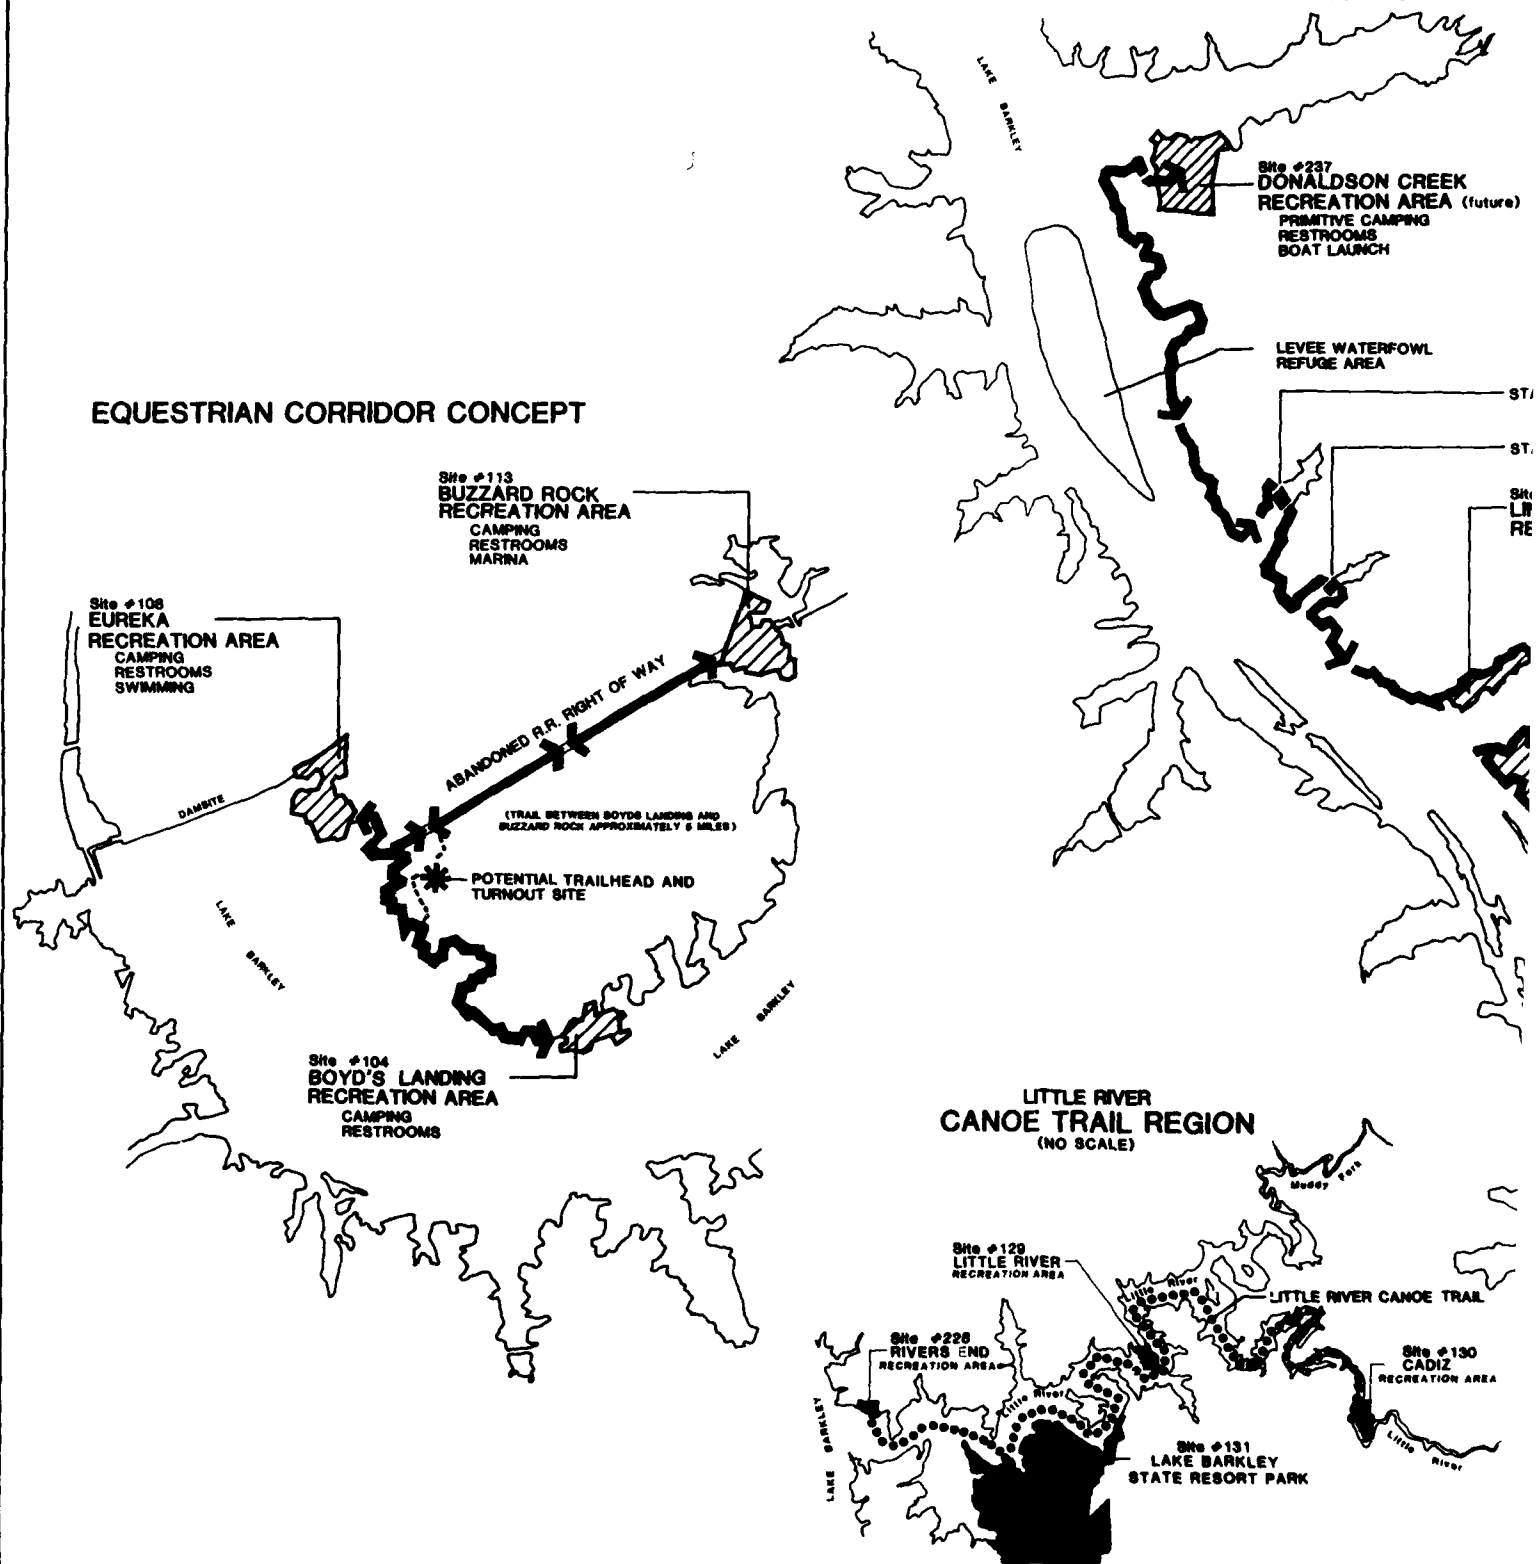 LAKE BARKLEY
Site #237
DONALDSON CREEK
RECREATION AREA (future)
PRIMITIVE CAMPING
RESTROOMS
BOAT LAUNCH
LEVEE WATERFOWL
REFUGE AREA
EQUESTRIAN CORRIDOR CONCEPT
Site #113
BUZZARD ROCK
RECREATION AREA
CAMPING
RESTROOMS
MARINA
Site #108
EUREKA
RECREATION AREA
CAMPING
RESTROOMS
SWIMMING
ABANDONED R.R. RIGHT OF WAY
DAMSITE
(TRAIL BETWEEN BOYDS LANDING AND
BUZZARD ROCK APPROXIMATELY 5 MILES)
POTENTIAL TRAILHEAD AND
TURNOUT SITE
LAKE BARKLEY
LAKE BARKLEY
Site #104
BOYD'S LANDING
RECREATION AREA
CAMPING
RESTROOMS
LITTLE RIVER
CANOE TRAIL REGION
(NO SCALE)
Muddy Fork
Site #129
LITTLE RIVER
RECREATION AREA
Little River
LITTLE RIVER CANOE TRAIL
Site #226
RIVERS END
RECREATION AREA
Little River
Site #130
CADIZ
RECREATION AREA
LAKE BARKLEY
Little River
Site #131
LAKE BARKLEY
STATE RESORT PARK